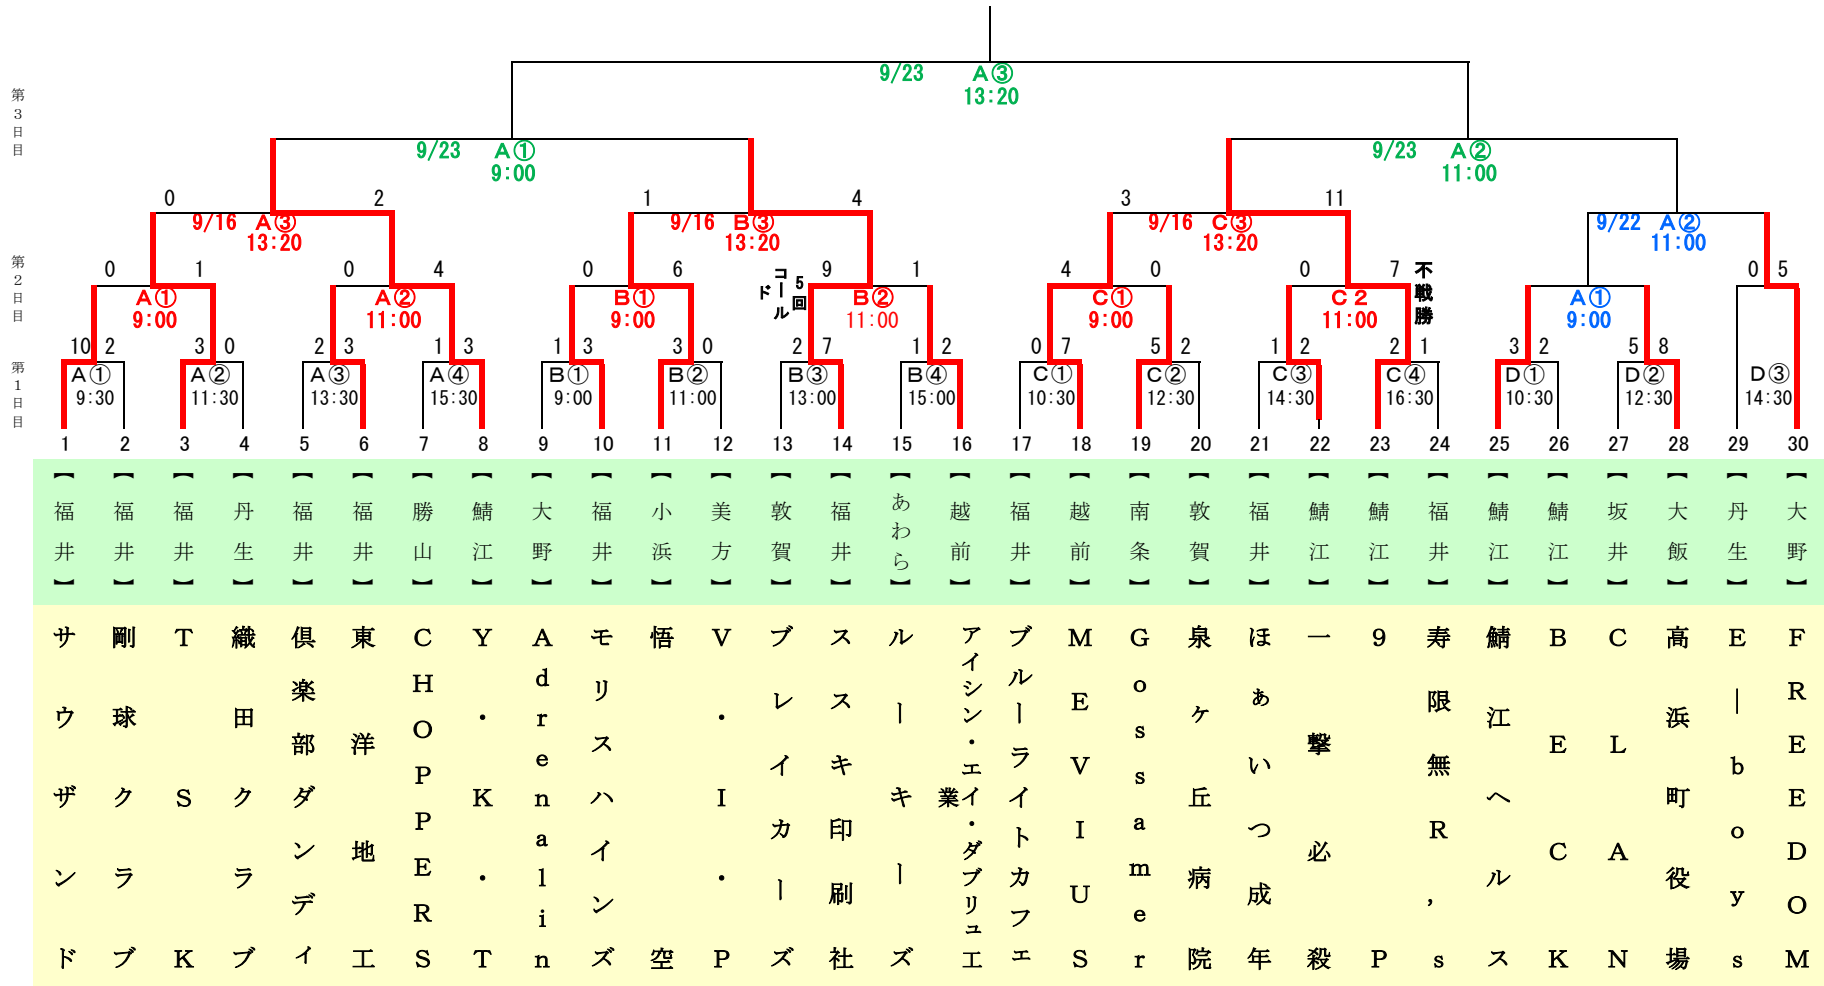 9/23 A③
13:20
第3日目
9/23 A① 9/23 A②
9:00 11:00
0 2 1 4 3 11
9/16 A③ 9/16 B③ 9/16 C③ 9/22 A②
13:20 13:20 13:20 11:00
第2日目
0 1 0 4 0 6 5回コールド 9 1 4 0 0 7 不戦勝 0 5
A① A② B① B② C① C2 A①
9:00 11:00 9:00 11:00 9:00 11:00 9:00
第1日目
10 2 3 0 2 3 1 3 1 3 3 0 2 7 1 2 0 7 5 2 1 2 2 1 3 2 5 8
A① A② A③ A④ B① B② B③ B④ C① C② C③ C④ D① D② D③
9:30 11:30 13:30 15:30 9:00 11:00 13:00 15:00 10:30 12:30 14:30 16:30 10:30 12:30 14:30
1 2 3 4 5 6 7 8 9 10 11 12 13 14 15 16 17 18 19 20 21 22 23 24 25 26 27 28 29 30
【福井】 サウザンド
【福井】 剛球クラブ
【福井】 TSK
【丹生】 織田クラブ
【福井】 倶楽部ダンディ
【福井】 東洋地工
【勝山】 CHOPPERS
【鯖江】 Y・K・T
【大野】 Adrenalin
【福井】 モリスハインズ
【小浜】 悟空
【美方】 V・I・P
【敦賀】 ブレイカーズ
【福井】 ススキ印刷社
【あわら】 ルーキーズ
【越前】 アイシン・エイ・ダブリュ工業
【福井】 ブルーライトカフェ
【越前】 MEVIUS
【南条】 Gossamer
【敦賀】 泉ヶ丘病院
【福井】 ほぁいつ成年
【鯖江】 一撃必殺
【鯖江】 9P
【福井】 寿限無R,s
【鯖江】 鯖江ヘルス
【鯖江】 BECK
【坂井】 CLAN
【大飯】 高浜町役場
【丹生】 E―boys
【大野】 FREEDOM